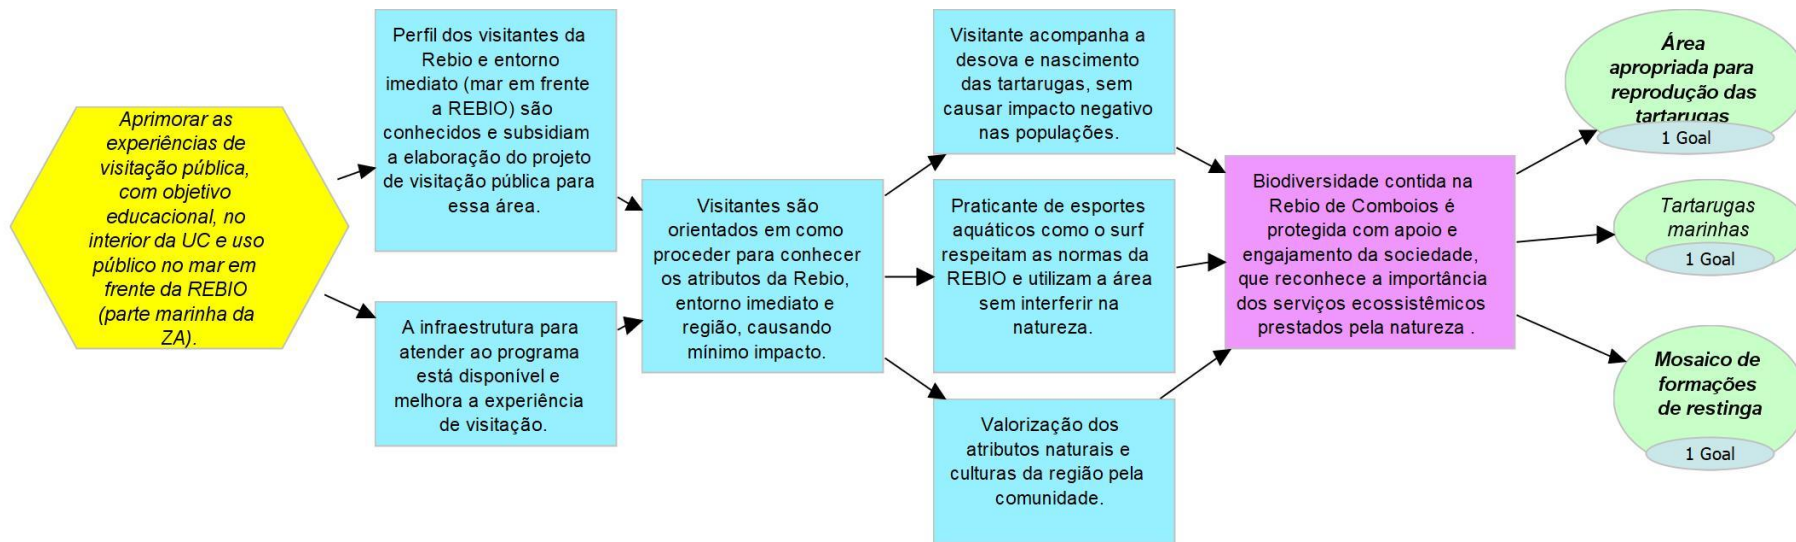 Aprimorar as
experiências de
visitação pública,
com objetivo
educacional, no
interior da UC e uso
público no mar em
frente da REBIO
(parte marinha da
ZA).
Perfil dos visitantes da
Rebio e entorno
imediato (mar em frente
a REBIO) são
conhecidos e subsidiam
a elaboração do projeto
de visitação pública para
essa área.
A infraestrutura para
atender ao programa
está disponível e
melhora a experiência
de visitação.
Visitantes são
orientados em como
proceder para conhecer
os atributos da Rebio,
entorno imediato e
região, causando
mínimo impacto.
Visitante acompanha a
desova e nascimento
das tartarugas, sem
causar impacto negativo
nas populações.
Praticante de esportes
aquáticos como o surf
respeitam as normas da
REBIO e utilizam a área
sem interferir na
natureza.
Valorização dos
atributos naturais e
culturas da região pela
comunidade.
Biodiversidade contida na
Rebio de Comboios é
protegida com apoio e
engajamento da sociedade,
que reconhece a importância
dos serviços ecossistêmicos
prestados pela natureza .
Área
apropriada para
reprodução das
tartarugas
1 Goal
Tartarugas
marinhas
1 Goal
Mosaico de
formações
de restinga
1 Goal